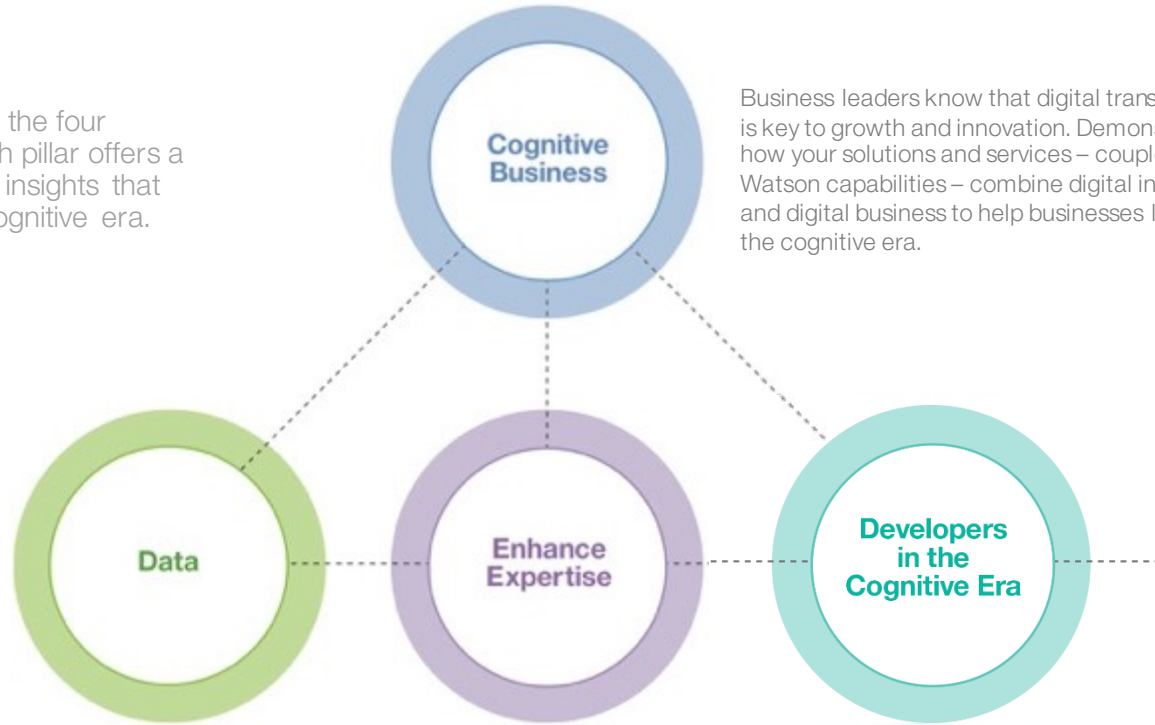 the four
h pillar offers a
insights that
ognitive era.
Cognitive
Business
Business leaders know that digital trans
is key to growth and innovation. Demons
how your solutions and services – couple
Watson capabilities – combine digital in
and digital business to help businesses l
the cognitive era.
Data
Enhance
Expertise
Developers
in the
Cognitive Era